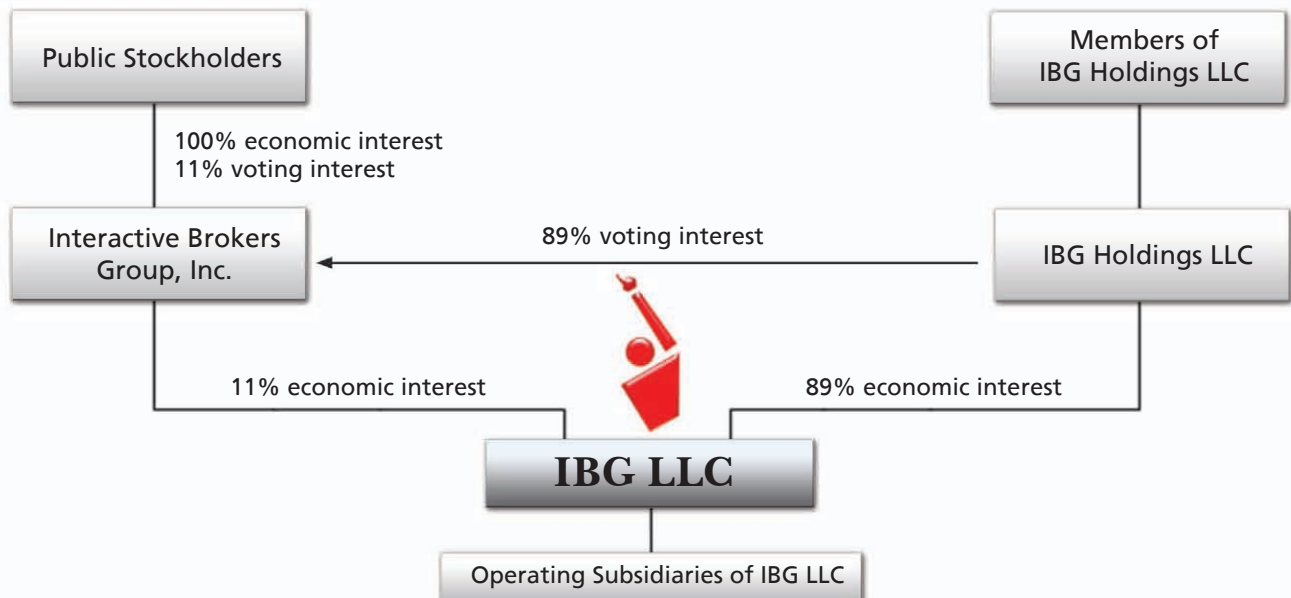 Public Stockholders
Members of
IBG Holdings LLC
100% economic interest
11% voting interest
Interactive Brokers
Group, Inc.
89% voting interest
IBG Holdings LLC
11% economic interest
89% economic interest
IBG LLC
Operating Subsidiaries of IBG LLC